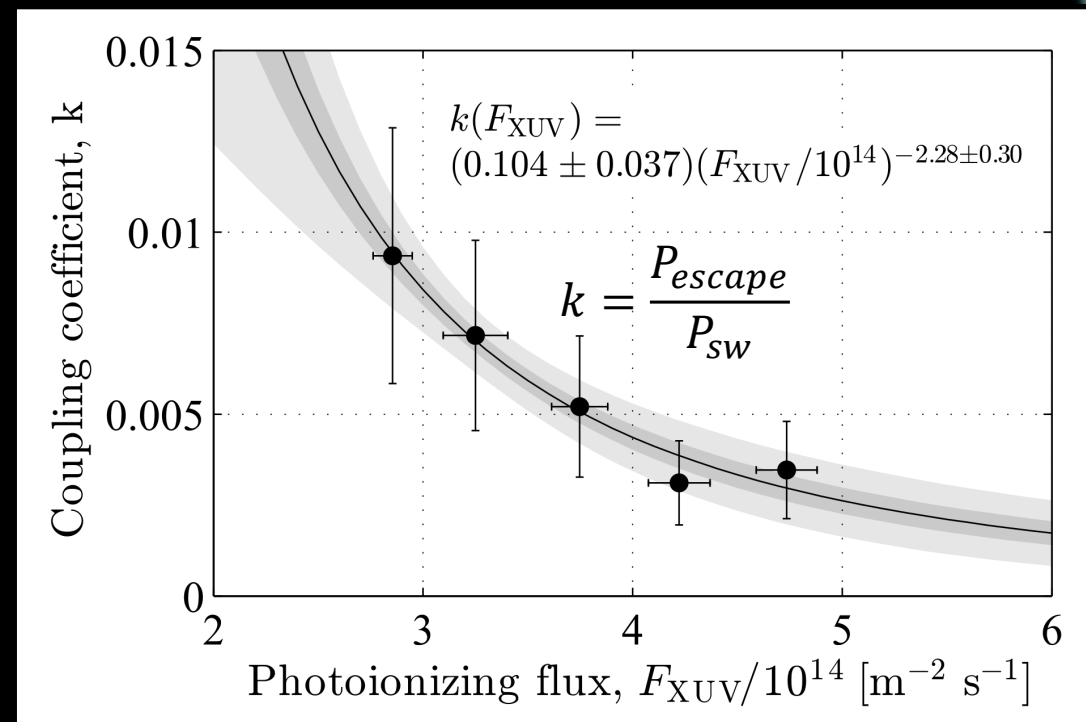 0.015
0.01
0.005
0
2 3 4 5 6
Coupling coefficient, k
k(F_XUV) =
(0.104 ± 0.037)(F_XUV/10^14)^−2.28±0.30
k = P_escape / P_sw
Photoionizing flux, F_XUV/10^14 [m^−2 s^−1]